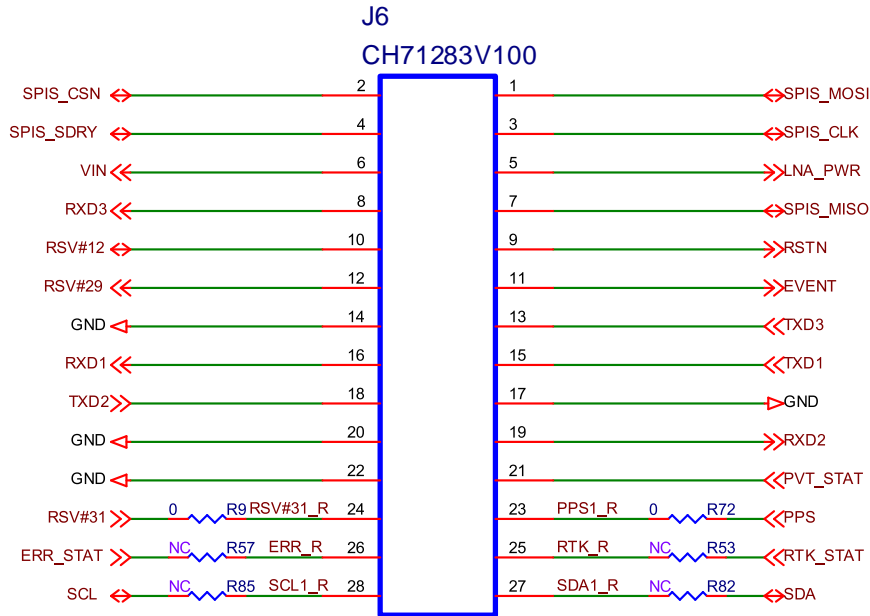 J6
CH71283V100
SPIS_CSN 2 1 SPIS_MOSI
SPIS_SDRY 4 3 SPIS_CLK
VIN 6 5 LNA_PWR
RXD3 8 7 SPIS_MISO
RSV#12 10 9 RSTN
RSV#29 12 11 EVENT
GND 14 13 TXD3
RXD1 16 15 TXD1
TXD2 18 17 GND
GND 20 19 RXD2
GND 22 21 PVT_STAT
RSV#31 0 R9 RSV#31_R 24 23 PPS1_R 0 R72 PPS
ERR_STAT NC R57 ERR_R 26 25 RTK_R NC R53 RTK_STAT
SCL NC R85 SCL1_R 28 27 SDA1_R NC R82 SDA